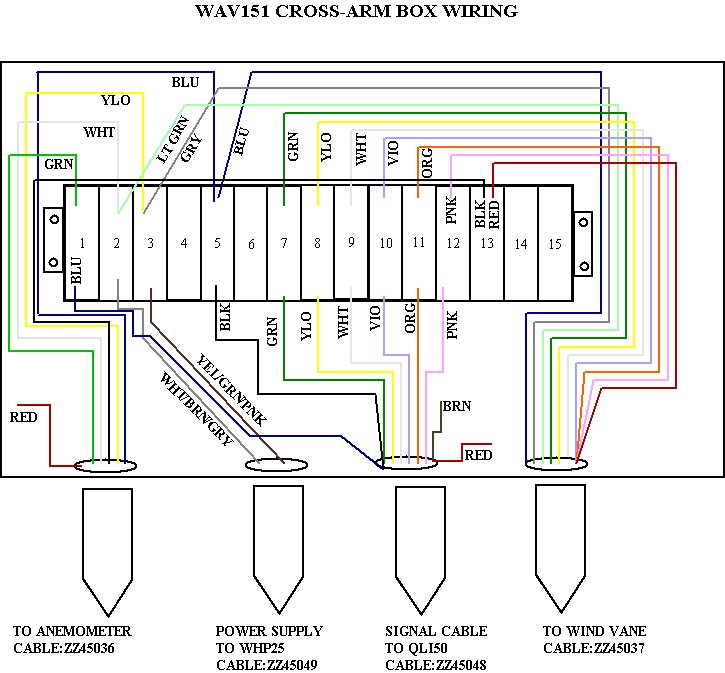 WAV151 CROSS-ARM BOX WIRING
BLU
YLO
WHT
GRN
LT GRN
GRY
BLU
GRN
YLO
WHT
VIO
ORG
PNK
BLK
RED
1 2 3 4 5 6 7 8 9 10 11 12 13 14 15
BLU
BLK
GRN
YLO
WHT
VIO
ORG
PNK
YEL/GRN/PNK
WHT/BRN/GRY
RED
BRN
RED
TO ANEMOMETER
CABLE:ZZ45036
POWER SUPPLY
TO WHP25
CABLE:ZZ45049
SIGNAL CABLE
TO QLI50
CABLE:ZZ45048
TO WIND VANE
CABLE:ZZ45037